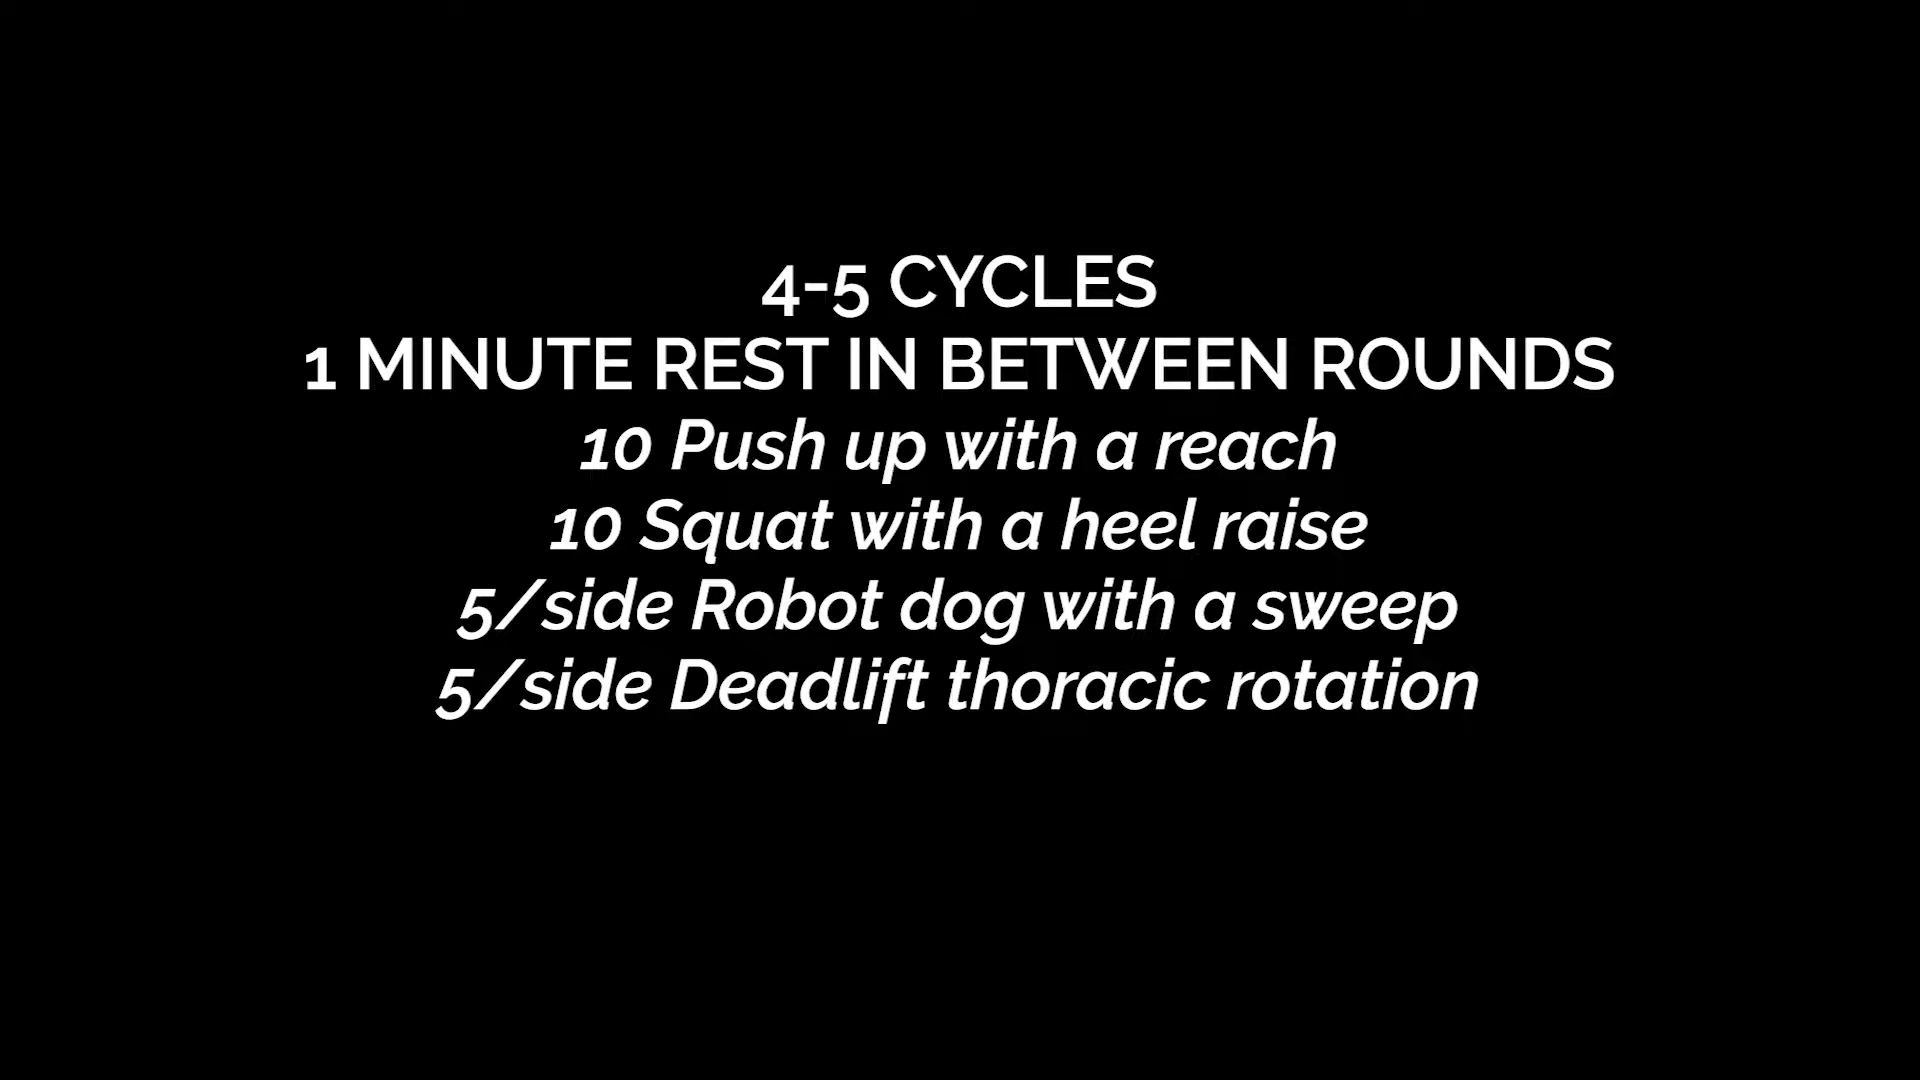 4-5 CYCLES
1 MINUTE REST IN BETWEEN ROUNDS
10 Push up with a reach
10 Squat with a heel raise
5/side Robot dog with a sweep
5/side Deadlift thoracic rotation